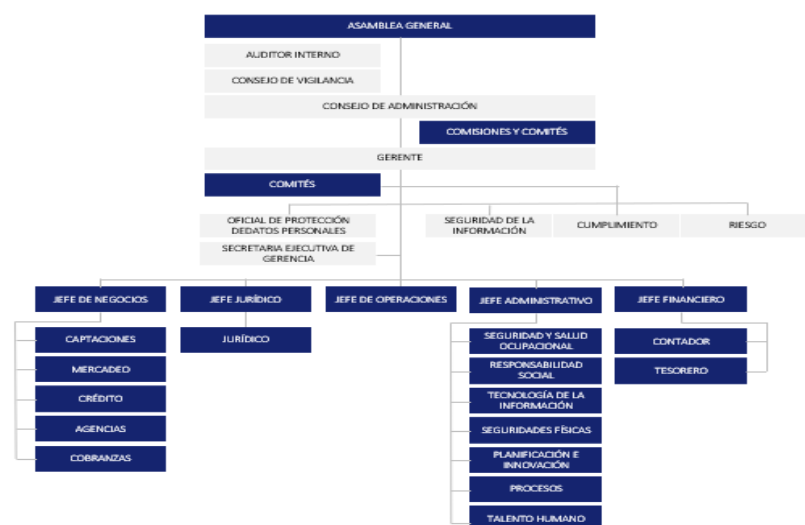 ASAMBLEA GENERAL
AUDITOR INTERNO
CONSEJO DE VIGILANCIA
CONSEJO DE ADMINISTRACIÓN
COMISIONES Y COMITÉS
GERENTE
COMITÉS
OFICIAL DE PROTECCIÓN
DEDATOS PERSONALES
SEGURIDAD DE LA
INFORMACIÓN
CUMPLIMIENTO
RIESGO
SECRETARIA EJECUTIVA DE
GERENCIA
JEFE DE NEGOCIOS
JEFE JURÍDICO
JEFE DE OPERACIONES
JEFE ADMINISTRATIVO
JEFE FINANCIERO
CAPTACIONES
MERCADEO
CRÉDITO
AGENCIAS
COBRANZAS
JURÍDICO
SEGURIDAD Y SALUD
OCUPACIONAL
RESPONSABILIDAD
SOCIAL
TECNOLOGÍA DE LA
INFORMACIÓN
SEGURIDADES FÍSICAS
PLANIFICACIÓN E
INNOVACIÓN
PROCESOS
TALENTO HUMANO
CONTADOR
TESORERO